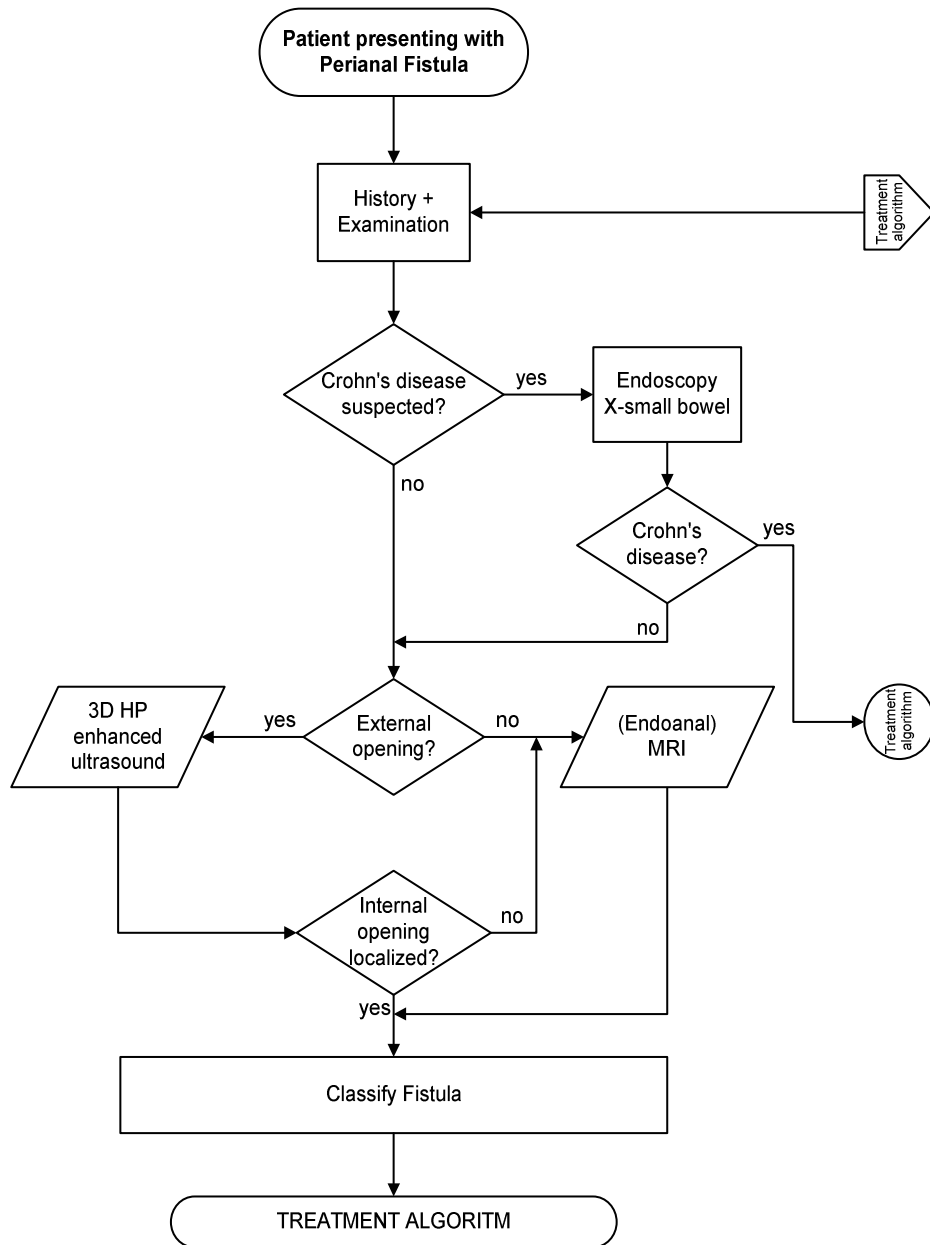 Patient presenting with
Perianal Fistula
History +
Examination
Treatment
algorithm
Crohn's disease
suspected?
yes
Endoscopy
X-small bowel
no
Crohn's
disease?
yes
no
3D HP
enhanced
ultrasound
yes
External
opening?
no
(Endoanal)
MRI
Treatment
algorithm
Internal
opening
localized?
no
yes
Classify Fistula
TREATMENT ALGORITM